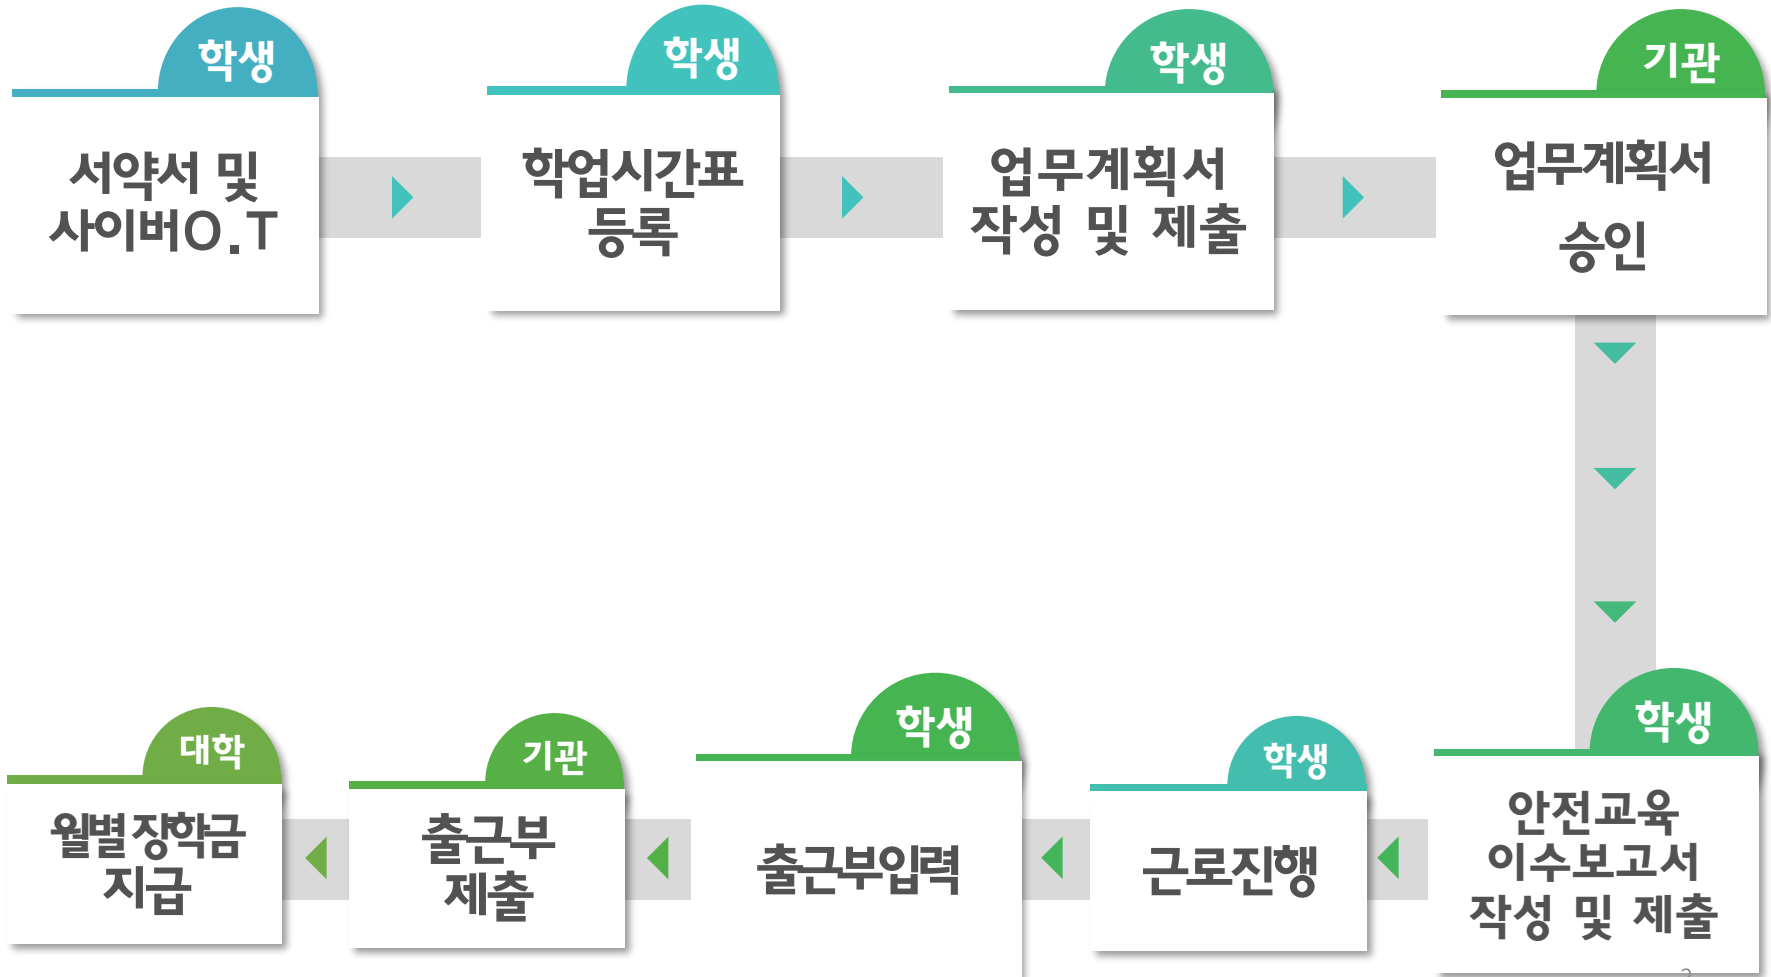 학생
서약서 및
사이버O.T
학생
학업시간표
등록
학생
업무계획서
작성 및 제출
기관
업무계획서
승인
학생
안전교육
이수보고서
작성 및 제출
학생
근로진행
학생
출근부입력
기관
출근부
제출
대학
월별 장학금
지급